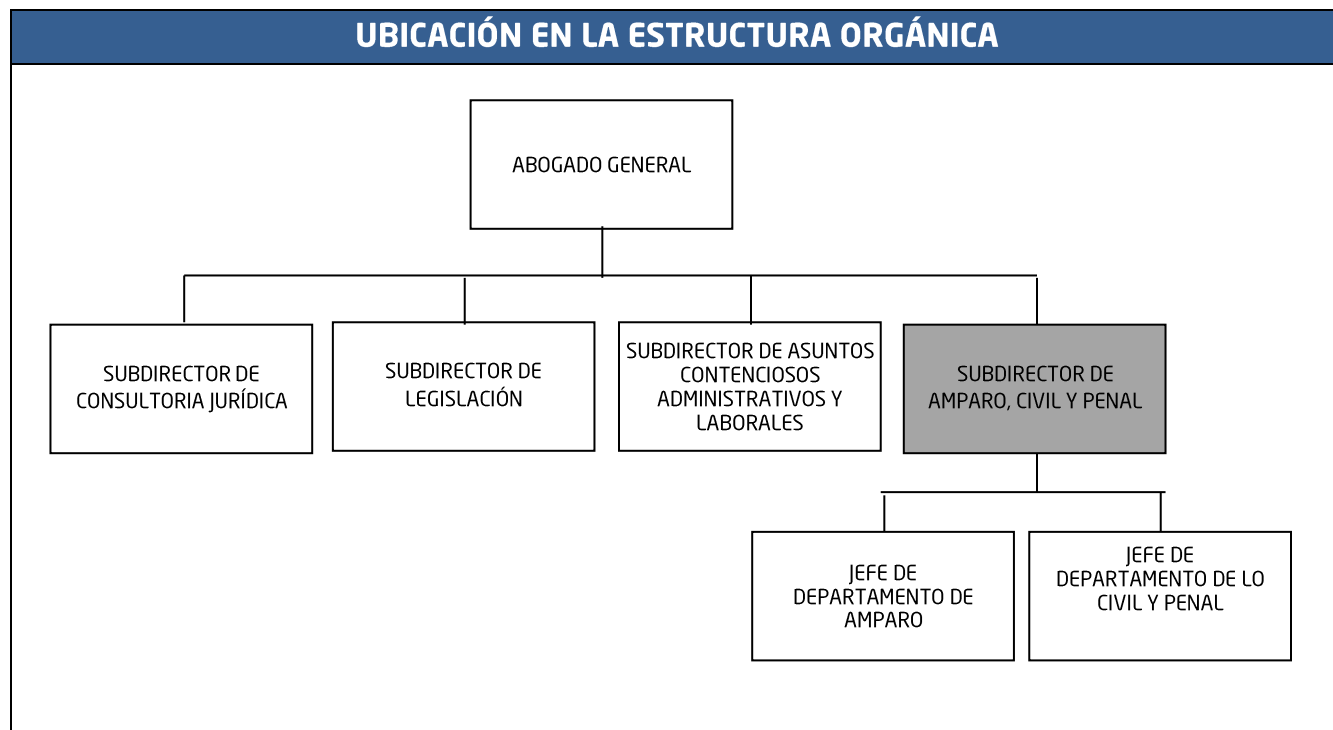 UBICACIÓN EN LA ESTRUCTURA ORGÁNICA
ABOGADO GENERAL
SUBDIRECTOR DE
CONSULTORIA JURÍDICA
SUBDIRECTOR DE
LEGISLACIÓN
SUBDIRECTOR DE ASUNTOS
CONTENCIOSOS
ADMINISTRATIVOS Y
LABORALES
SUBDIRECTOR DE
AMPARO, CIVIL Y PENAL
JEFE DE
DEPARTAMENTO DE
AMPARO
JEFE DE
DEPARTAMENTO DE LO
CIVIL Y PENAL